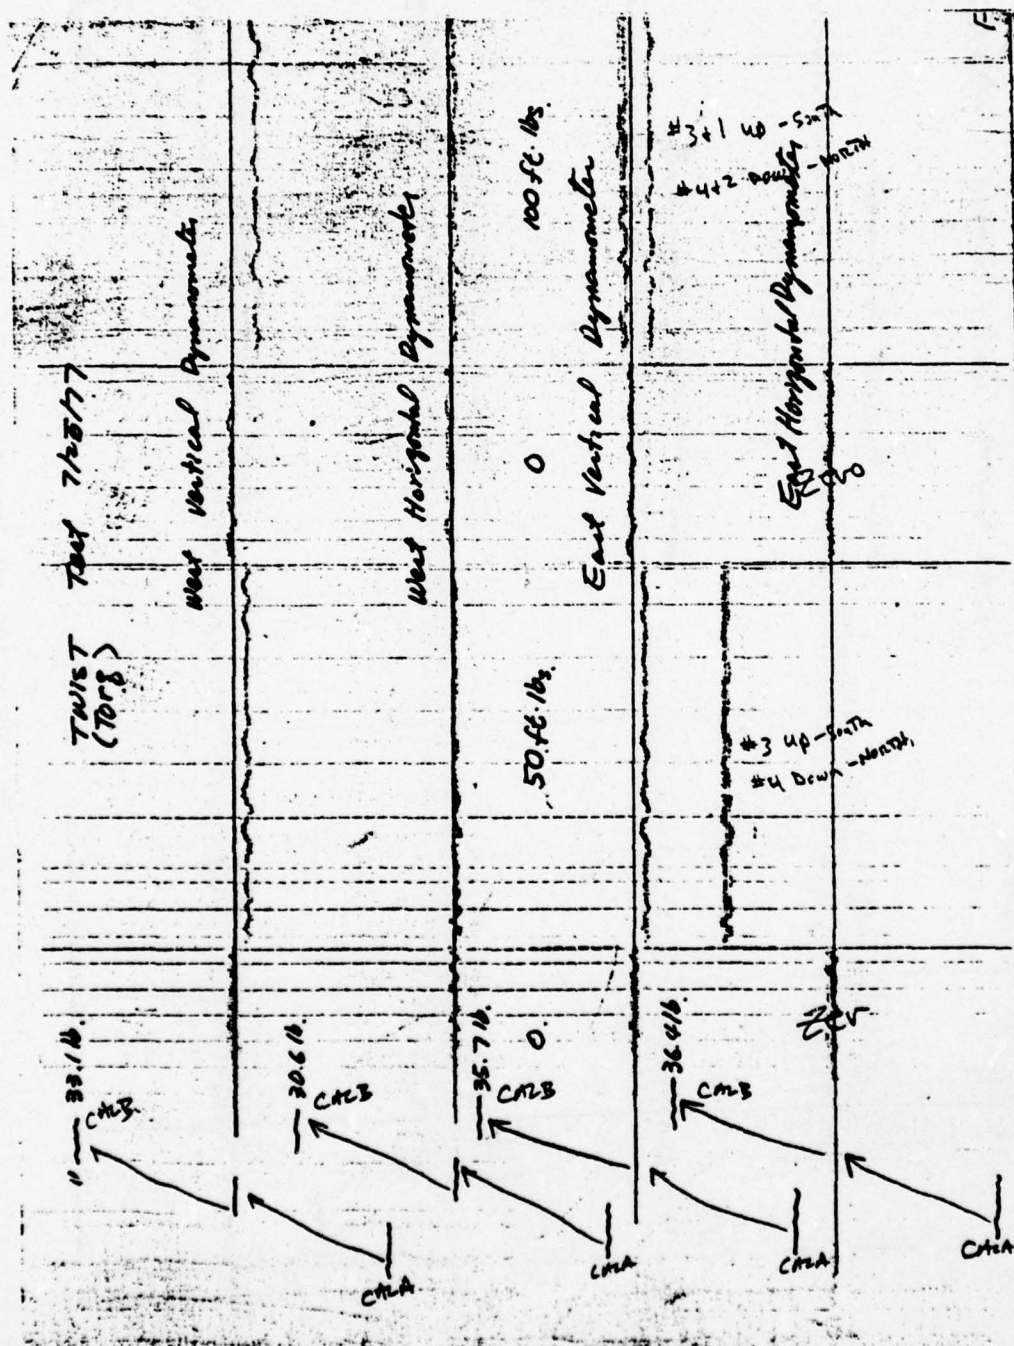 TWIST Test 7/28/77
(Torq)
West Vertical Dynamometer
West Horizontal Dynamometer
0 50 ft. lbs. 0 100 ft. lbs.
East Vertical Dynamometer
#3 up - South
#4 Down - North
#3+1 up - South
#4+2 Down - North
East Horizontal Dynamometer
Zero
33.1 lb.
CALB
30.6 lb.
CALB
35.7 lb.
CALB
36.4 lb
CALB
CALA
CALA
CALA
CALA